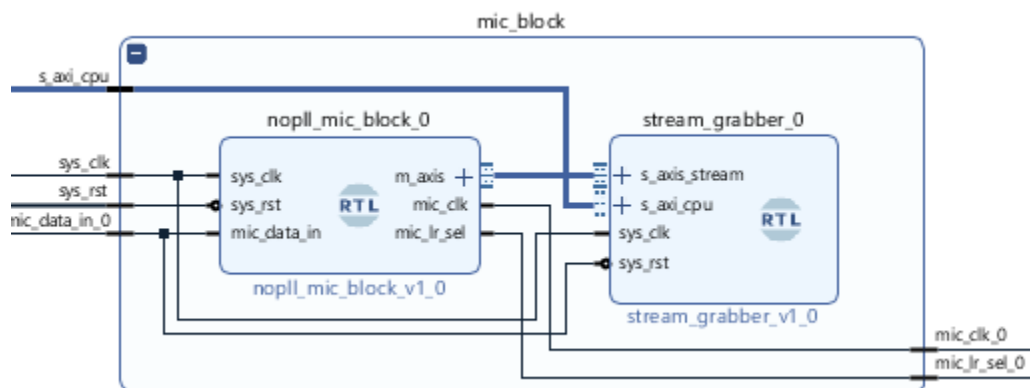 mic_block
s_axi_cpu
nopll_mic_block_0
stream_grabber_0
sys_clk
sys_rst
mic_data_in_0
sys_clk
sys_rst
mic_data_in
m_axis
mic_clk
mic_lr_sel
RTL
nopll_mic_block_v1_0
s_axis_stream
s_axi_cpu
sys_clk
sys_rst
RTL
stream_grabber_v1_0
mic_clk_0
mic_lr_sel_0